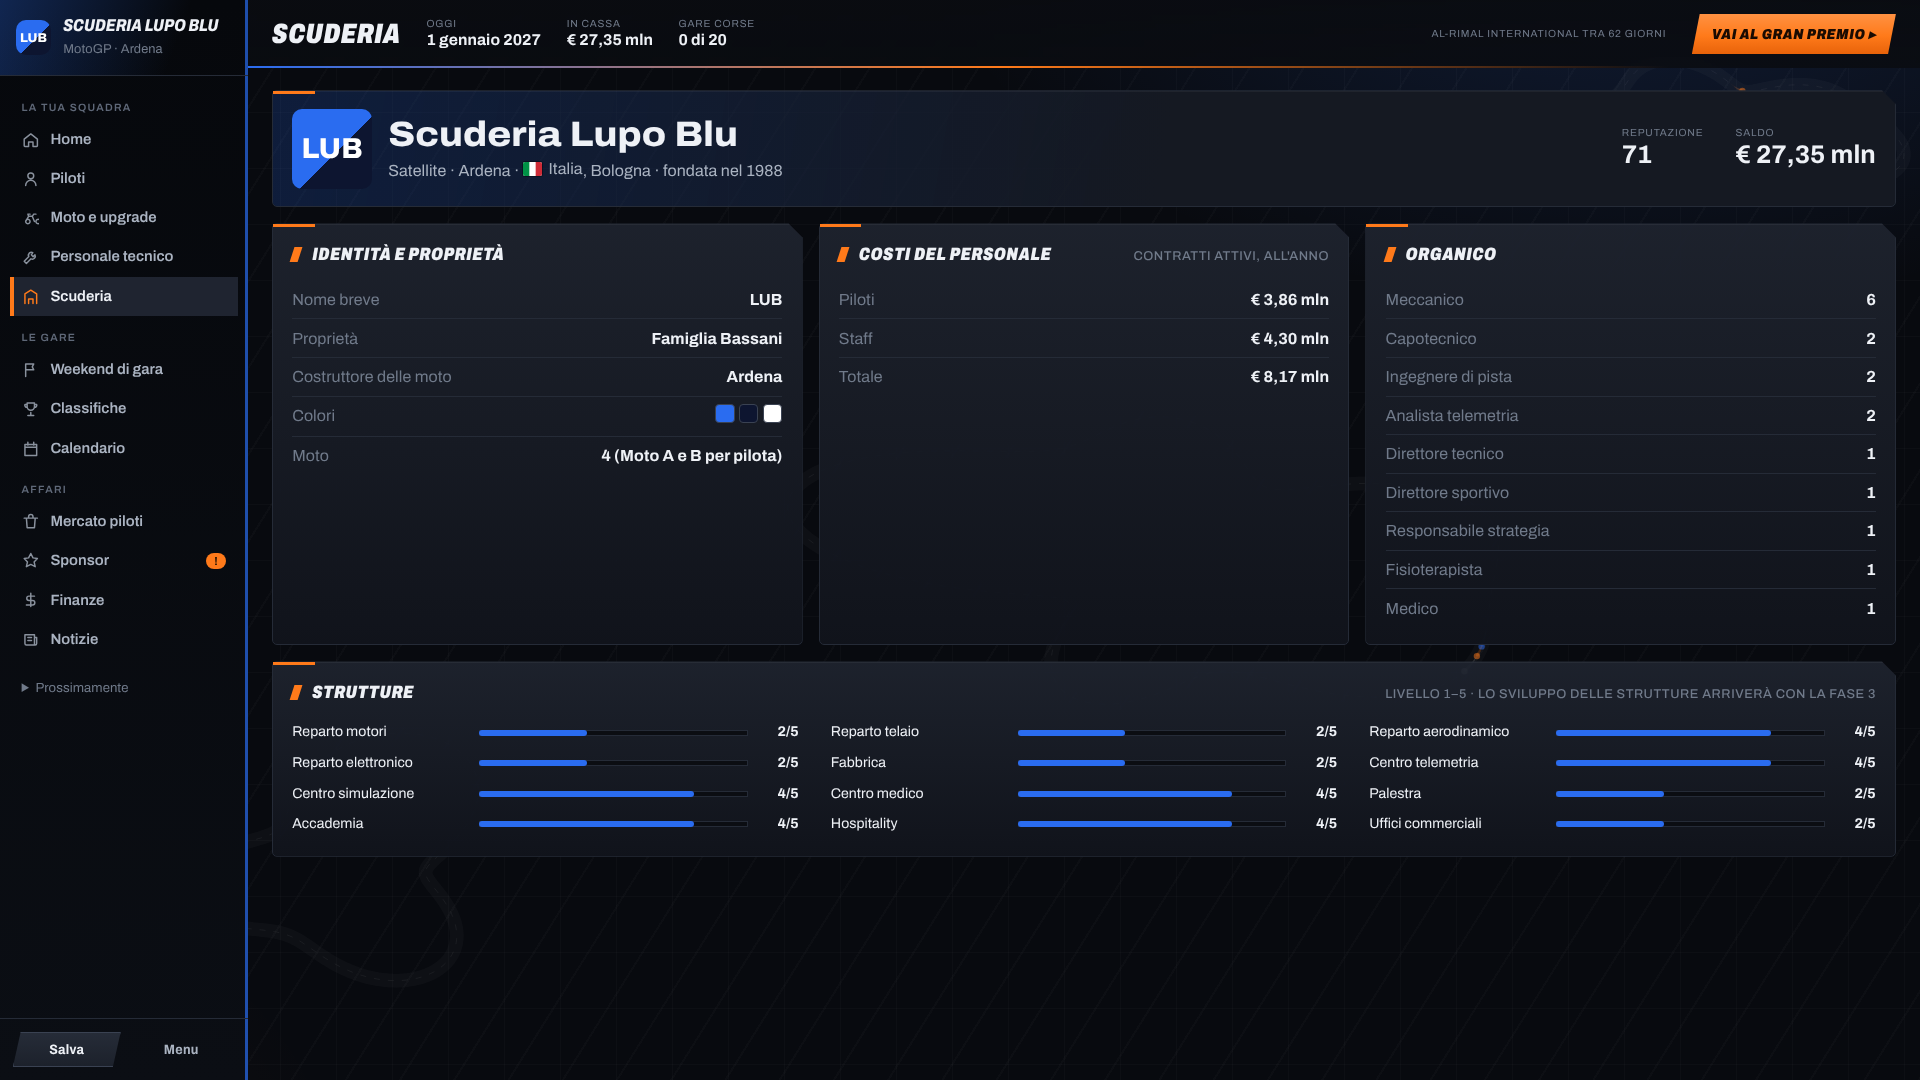 LUB
SCUDERIA LUPO BLU
MotoGP · Ardena
LA TUA SQUADRA
Home
Piloti
Moto e upgrade
Personale tecnico
Scuderia
LE GARE
Weekend di gara
Classifiche
Calendario
AFFARI
Mercato piloti
Sponsor !
Finanze
Notizie
Prossimamente
Salva Menu
SCUDERIA
OGGI
1 gennaio 2027
IN CASSA
€ 27,35 mln
GARE CORSE
0 di 20
AL-RIMAL INTERNATIONAL TRA 62 GIORNI
VAI AL GRAN PREMIO ▸
LUB
Scuderia Lupo Blu
Satellite · Ardena · Italia, Bologna · fondata nel 1988
REPUTAZIONE
71
SALDO
€ 27,35 mln
IDENTITÀ E PROPRIETÀ
Nome breve LUB
Proprietà Famiglia Bassani
Costruttore delle moto Ardena
Colori
Moto 4 (Moto A e B per pilota)
COSTI DEL PERSONALE CONTRATTI ATTIVI, ALL'ANNO
Piloti € 3,86 mln
Staff € 4,30 mln
Totale € 8,17 mln
ORGANICO
Meccanico 6
Capotecnico 2
Ingegnere di pista 2
Analista telemetria 2
Direttore tecnico 1
Direttore sportivo 1
Responsabile strategia 1
Fisioterapista 1
Medico 1
STRUTTURE LIVELLO 1–5 · LO SVILUPPO DELLE STRUTTURE ARRIVERÀ CON LA FASE 3
Reparto motori 2/5 Reparto telaio 2/5 Reparto aerodinamico 4/5
Reparto elettronico 2/5 Fabbrica 2/5 Centro telemetria 4/5
Centro simulazione 4/5 Centro medico 4/5 Palestra 2/5
Accademia 4/5 Hospitality 4/5 Uffici commerciali 2/5